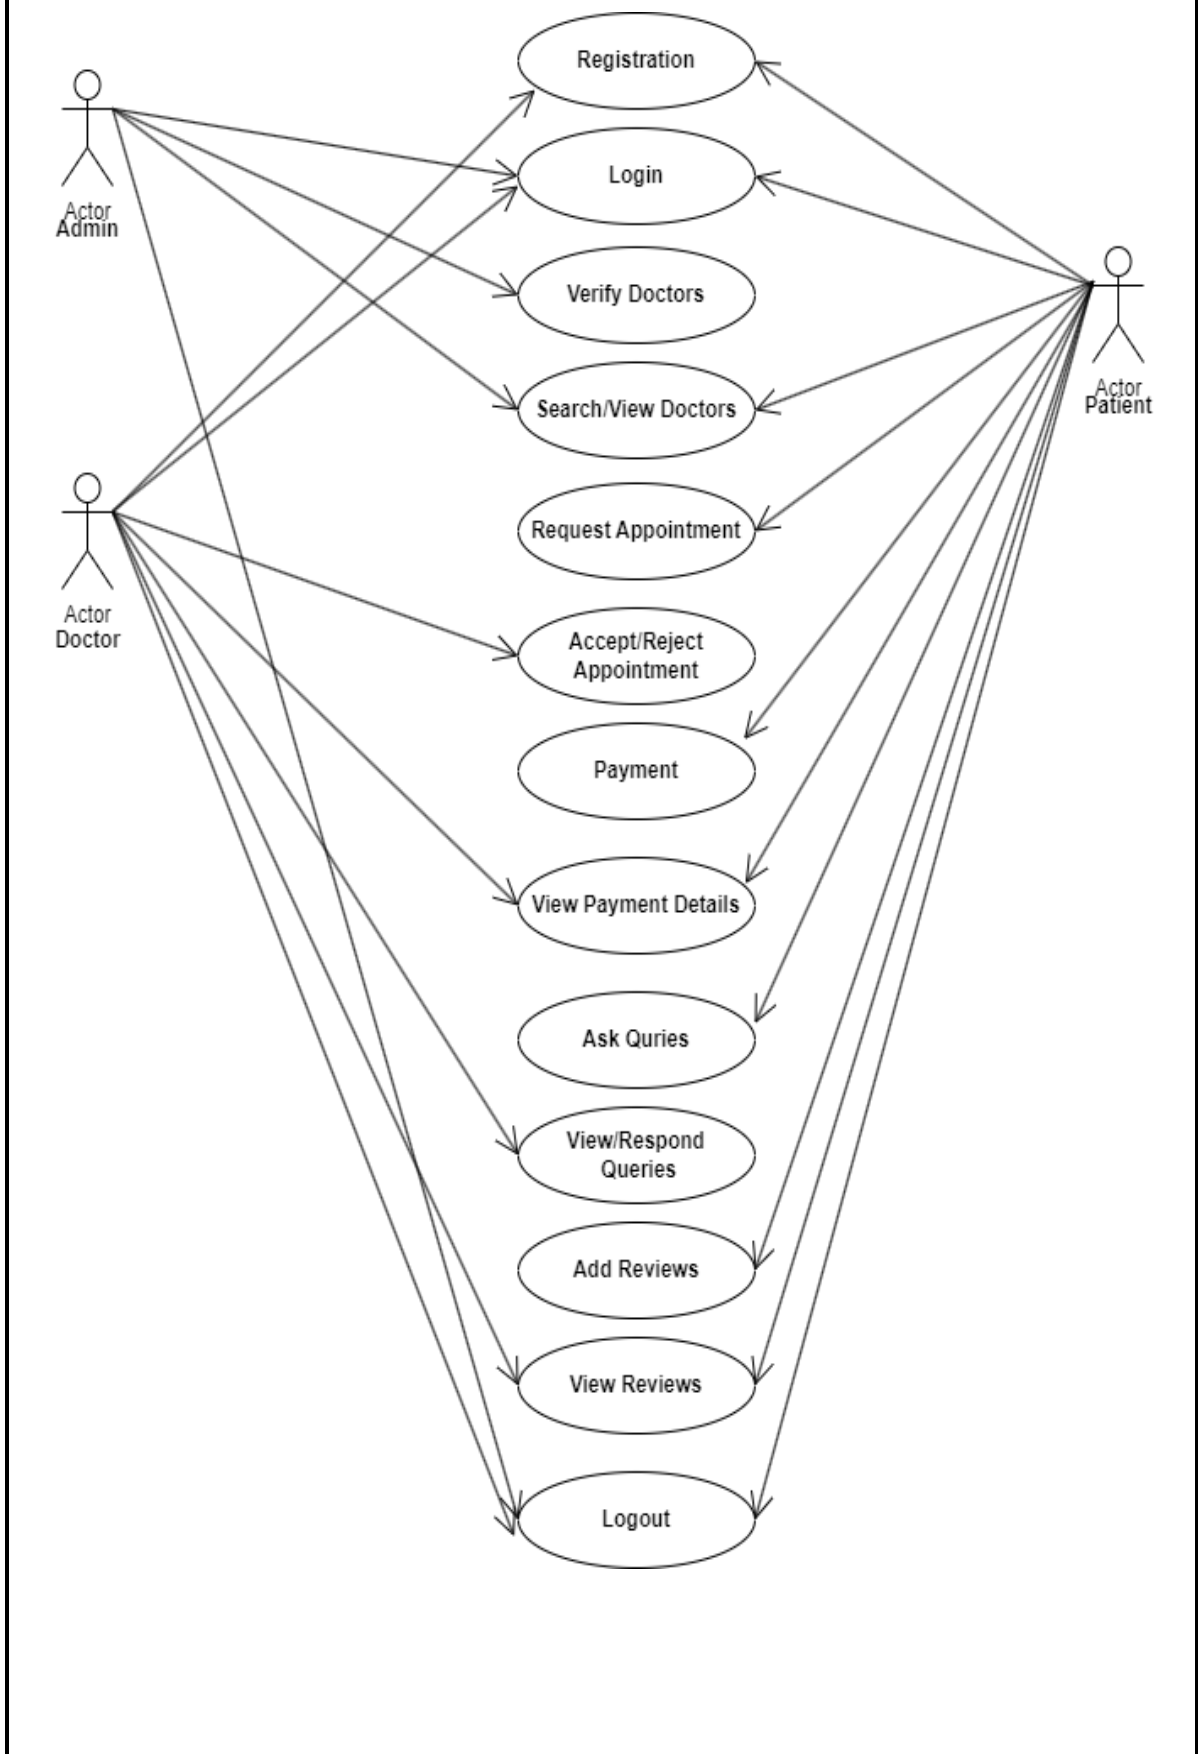 Registration
Actor
Admin
Login
Verify Doctors
Actor
Patient
Search/View Doctors
Request Appointment
Actor
Doctor
Accept/Reject
Appointment
Payment
View Payment Details
Ask Quries
View/Respond
Queries
Add Reviews
View Reviews
Logout